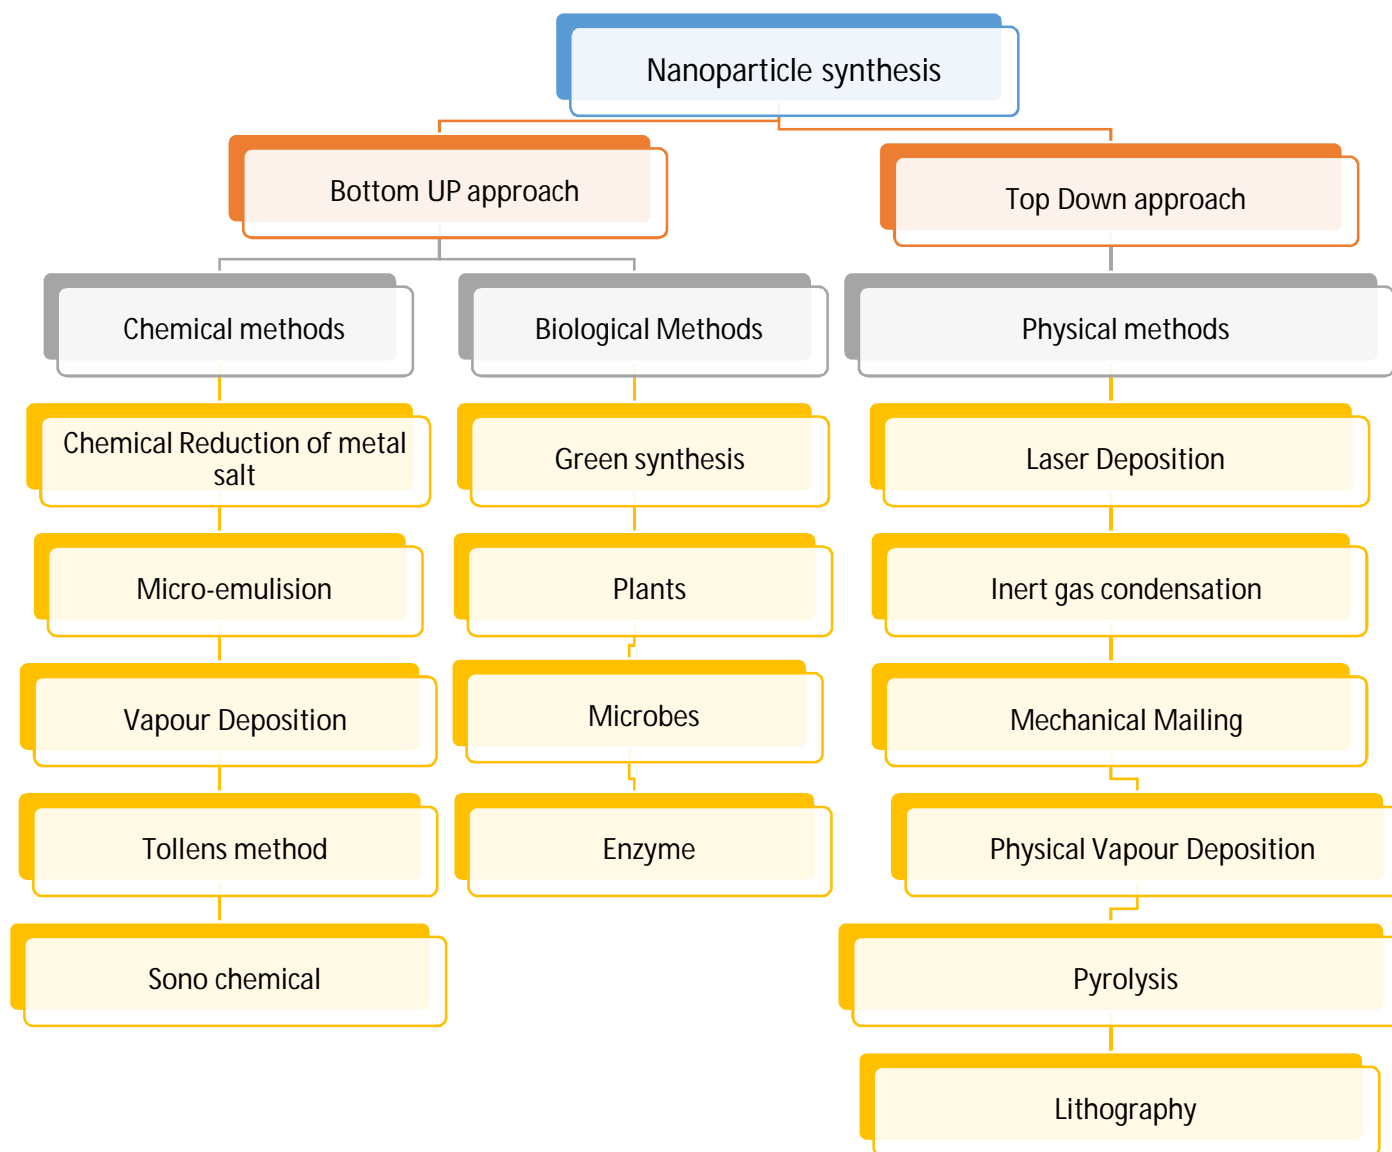 Nanoparticle synthesis
Bottom UP approach
Top Down approach
Chemical methods
Biological Methods
Physical methods
Chemical Reduction of metal
salt
Green synthesis
Laser Deposition
Micro-emulision
Plants
Inert gas condensation
Vapour Deposition
Microbes
Mechanical Mailing
Tollens method
Enzyme
Physical Vapour Deposition
Sono chemical
Pyrolysis
Lithography